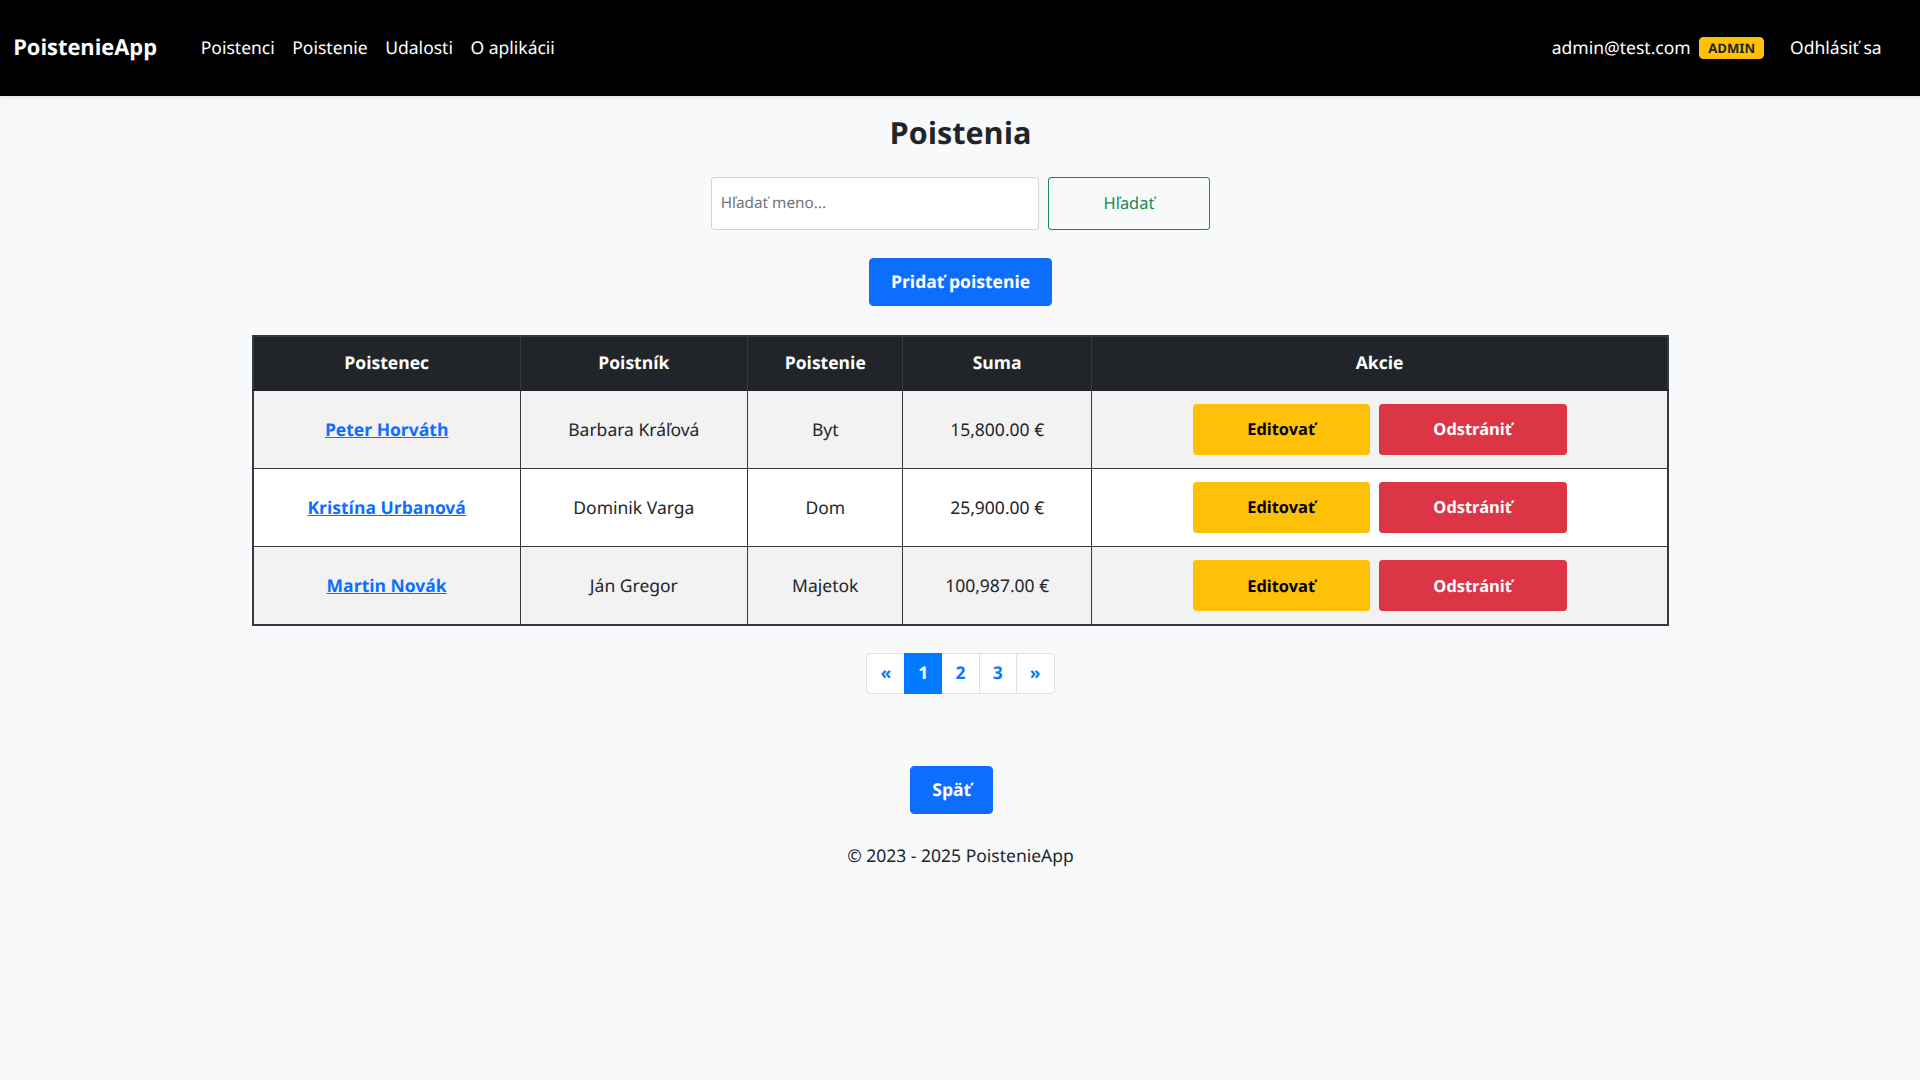 PoistenieApp Poistenci Poistenie Udalosti O aplikácii admin@test.com ADMIN Odhlásiť sa
Poistenia
Hľadať meno... Hľadať
Pridať poistenie
Poistenec Poistník Poistenie Suma Akcie
Peter Horváth Barbara Kráľová Byt 15,800.00 € Editovať Odstrániť
Kristína Urbanová Dominik Varga Dom 25,900.00 € Editovať Odstrániť
Martin Novák Ján Gregor Majetok 100,987.00 € Editovať Odstrániť
« 1 2 3 »
Späť
© 2023 - 2025 PoistenieApp